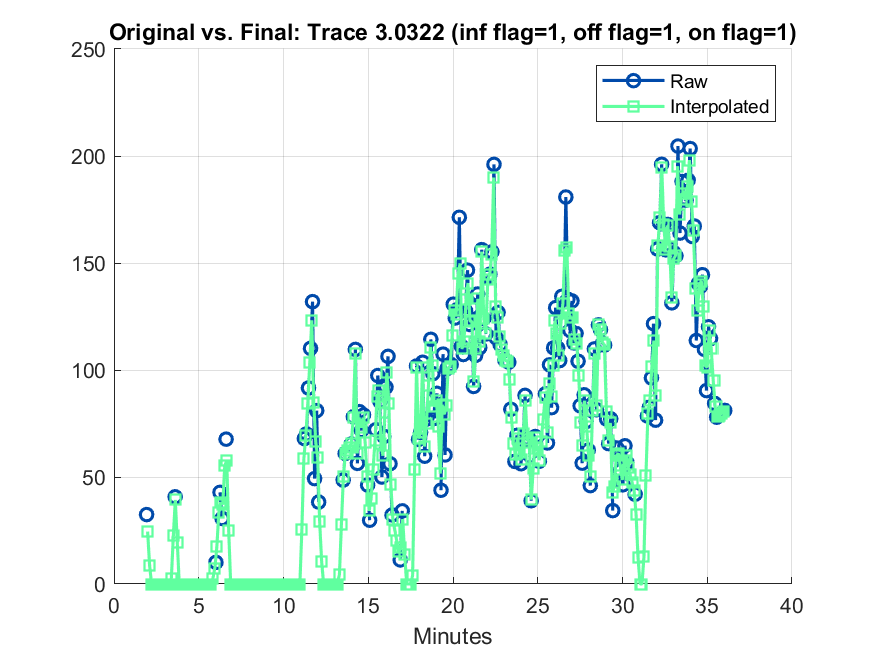 Original vs. Final: Trace 3.0322 (inf flag=1, off flag=1, on flag=1)
250
200
150
100
50
0
Raw
Interpolated
0 5 10 15 20 25 30 35 40
Minutes